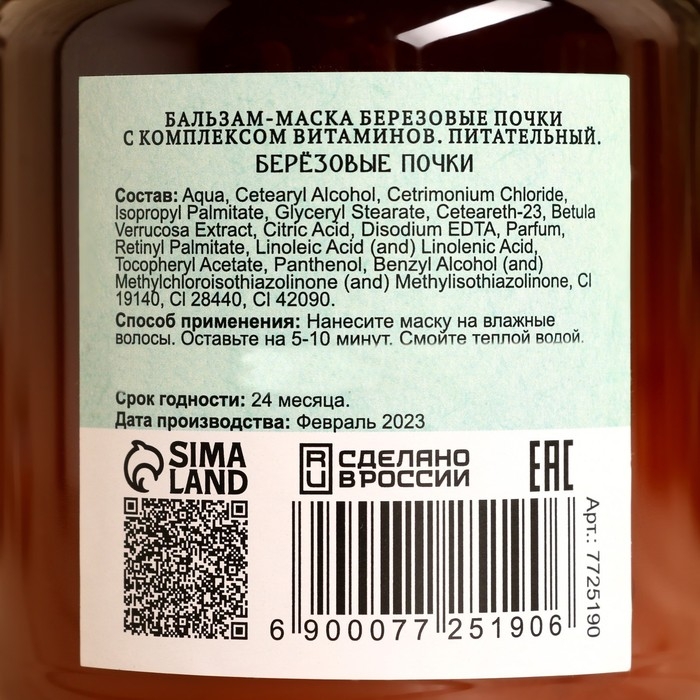 БАЛЬЗАМ-МАСКА БЕРЕЗОВЫЕ ПОЧКИ
С КОМПЛЕКСОМ ВИТАМИНОВ. ПИТАТЕЛЬНЫЙ.
БЕРЁЗОВЫЕ ПОЧКИ
Состав: Aqua, Cetearyl Alcohol, Cetrimonium Chloride,
Isopropyl Palmitate, Glyceryl Stearate, Ceteareth-23, Betula
Verrucosa Extract, Citric Acid, Disodium EDTA, Parfum,
Retinyl Palmitate, Linoleic Acid (and) Linolenic Acid,
Tocopheryl Acetate, Panthenol, Benzyl Alcohol (and)
Methylchloroisothiazolinone (and) Methylisothiazolinone, CI
19140, CI 28440, CI 42090.
Способ применения: Нанесите маску на влажные
волосы. Оставьте на 5-10 минут. Смойте теплой водой.
Срок годности: 24 месяца.
Дата производства: Февраль 2023
SIMA
LAND
RU
СДЕЛАНО
В РОССИИ
EAC
Арт.: 7725190
6 900077 251906